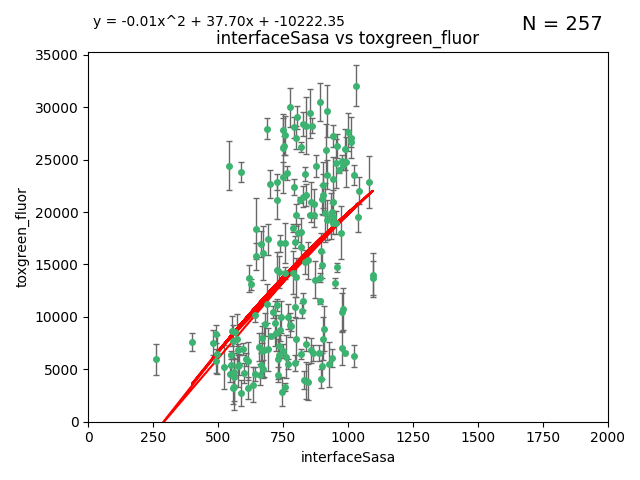 y = -0.01x^2 + 37.70x + -10222.35
N = 257
interfaceSasa vs toxgreen_fluor
35000
30000
25000
20000
15000
10000
5000
0
toxgreen_fluor
0 250 500 750 1000 1250 1500 1750 2000
interfaceSasa